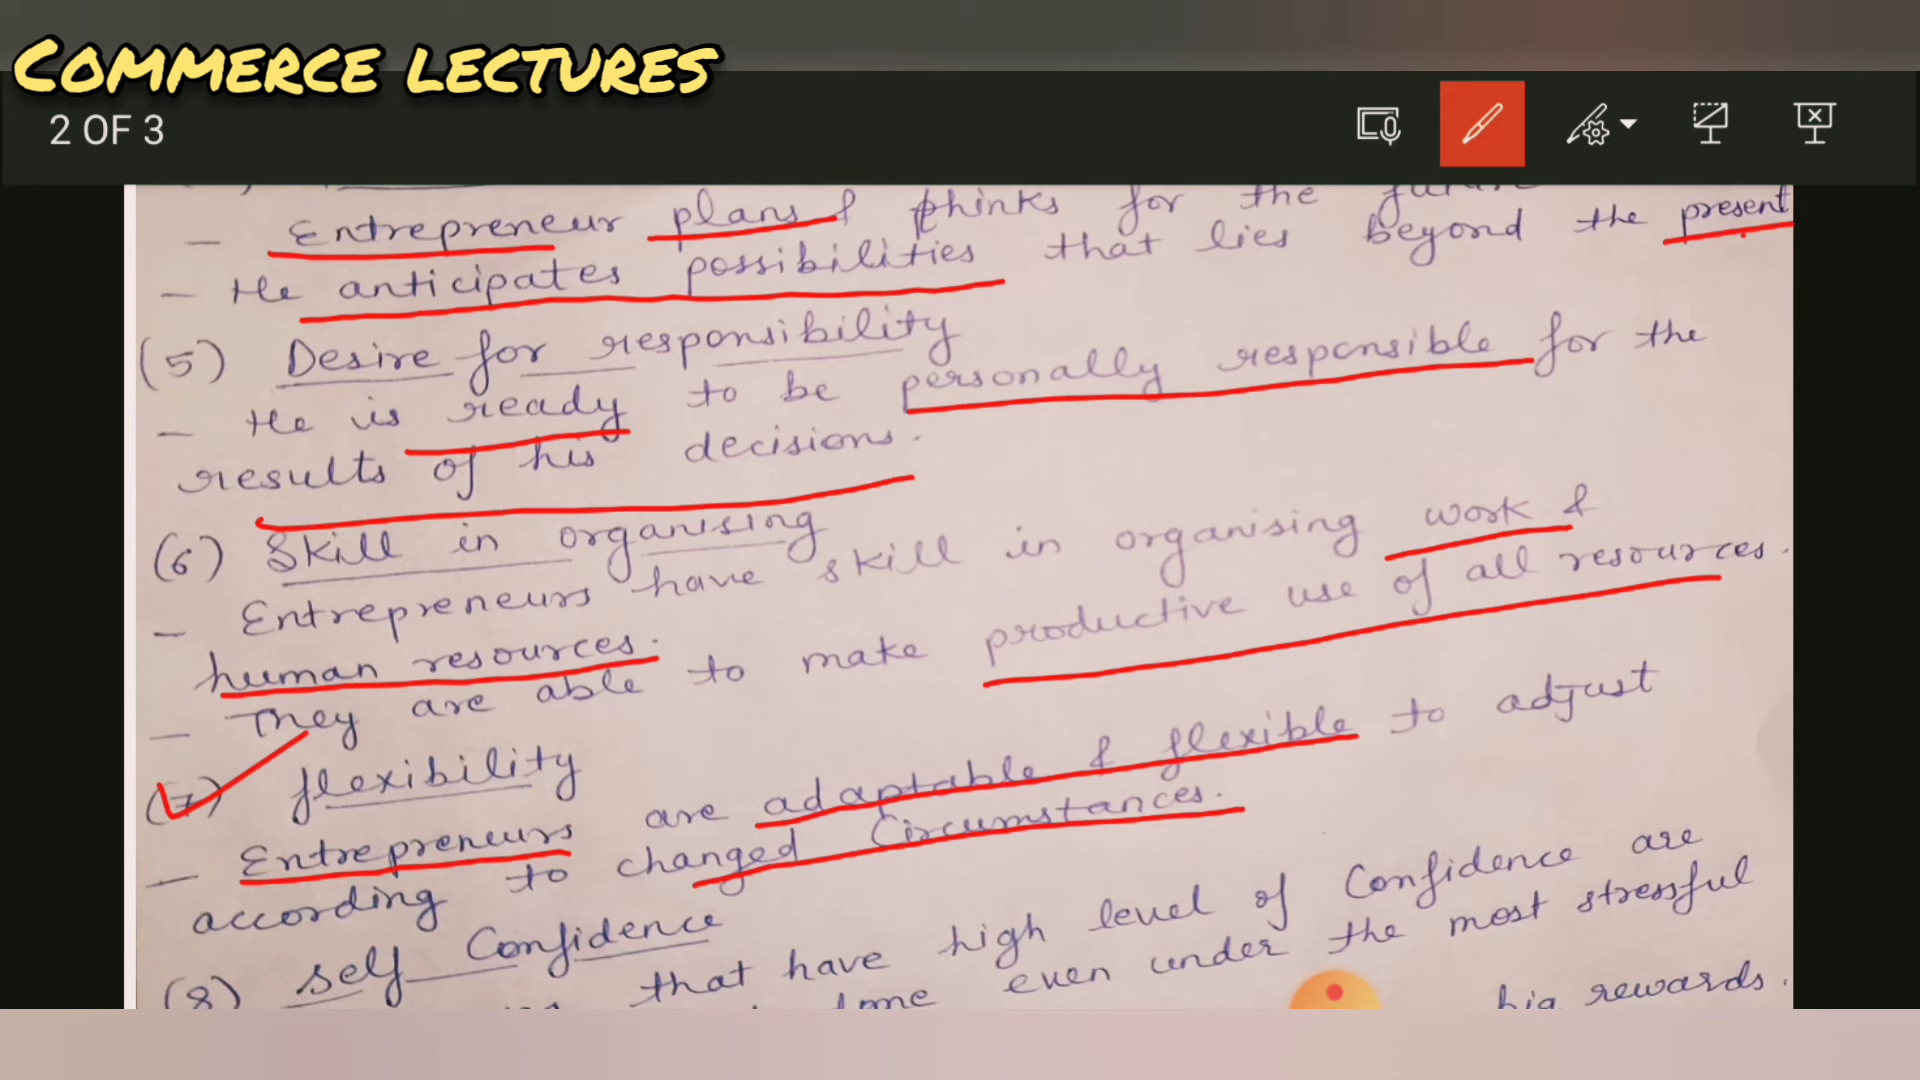 COMMERCE LECTURES
2 OF 3
- Entrepreneur plans & thinks for the future
- He anticipates possibilities that lies beyond the present
(5) Desire for responsibility
- He is ready to be personally responsible for the
results of his decisions.
(6) Skill in organising
- Entrepreneurs have skill in organising work &
human resources.
- They are able to make productive use of all resources.
(7) flexibility
- Entrepreneurs are adaptable & flexible to adjust
according to changed Circumstances.
(8) self Confidence
that have high level of Confidence are
done even under the most stressful
big rewards.